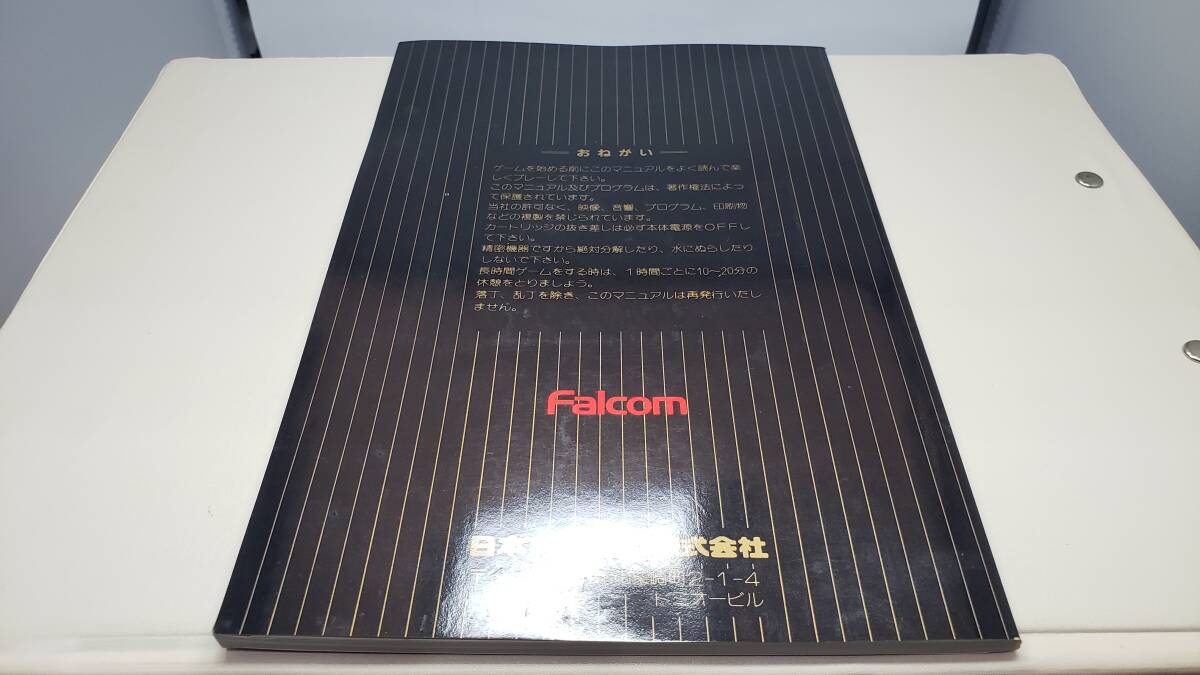 おねがい
ゲームを始める前にこのマニュアルをよく読んで楽
しくプレーして下さい。
このマニュアル及びプログラムは、著作権法によっ
て保護されています。
当社の許可なく、映像、音響、プログラム、印刷物
などの複製を禁じられています。
カートリッジの抜き差しは必ず本体電源をOFFし
て下さい。
精密機器ですから絶対分解したり、水にぬらしたり
しないで下さい。
長時間ゲームをする時は、1時間ごとに10〜20分の
休憩をとりましょう。
落丁、乱丁を除き、このマニュアルは再発行いたし
ません。
Falcom
日本 式会社
2-1-4
トミオービル